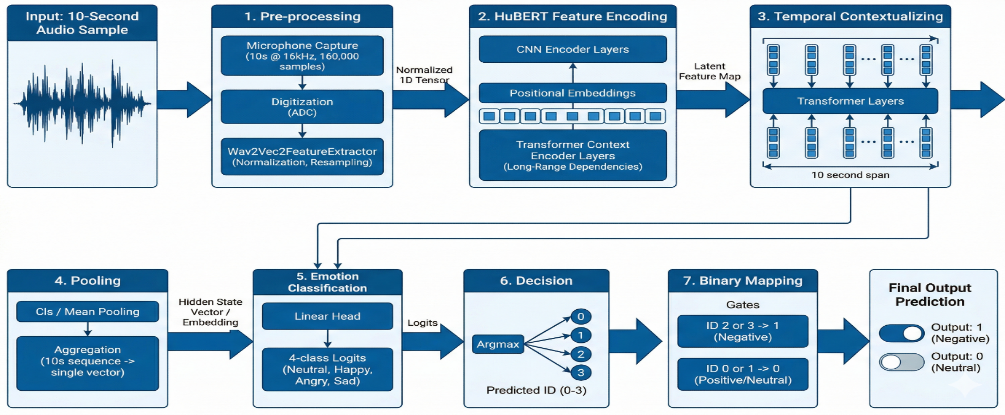 Input: 10-Second
Audio Sample
1. Pre-processing
Microphone Capture
(10s @ 16kHz, 160,000
samples)
Digitization
(ADC)
Wav2Vec2FeatureExtractor
(Normalization, Resampling)
Normalized
1D Tensor
2. HuBERT Feature Encoding
CNN Encoder Layers
Positional Embeddings
Transformer Context
Encoder Layers
(Long-Range Dependencies)
Latent
Feature Map
3. Temporal Contextualizing
Transformer Layers
10 second span
4. Pooling
Cls / Mean Pooling
Aggregation
(10s sequence ->
single vector)
Hidden State
Vector /
Embedding
5. Emotion
Classification
Linear Head
4-class Logits
(Neutral, Happy,
Angry, Sad)
Logits
6. Decision
Argmax
0
1
2
3
Predicted ID (0-3)
7. Binary Mapping
Gates
ID 2 or 3 -> 1
(Negative)
ID 0 or 1 -> 0
(Positive/Neutral)
Final Output
Prediction
Output: 1
(Negative)
Output: 0
(Neutral)